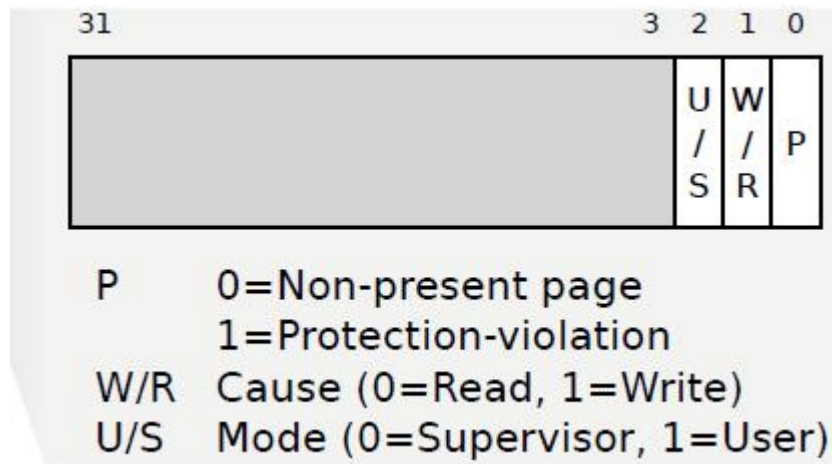 31 3 2 1 0
U / S W / R P
P 0=Non-present page
1=Protection-violation
W/R Cause (0=Read, 1=Write)
U/S Mode (0=Supervisor, 1=User)